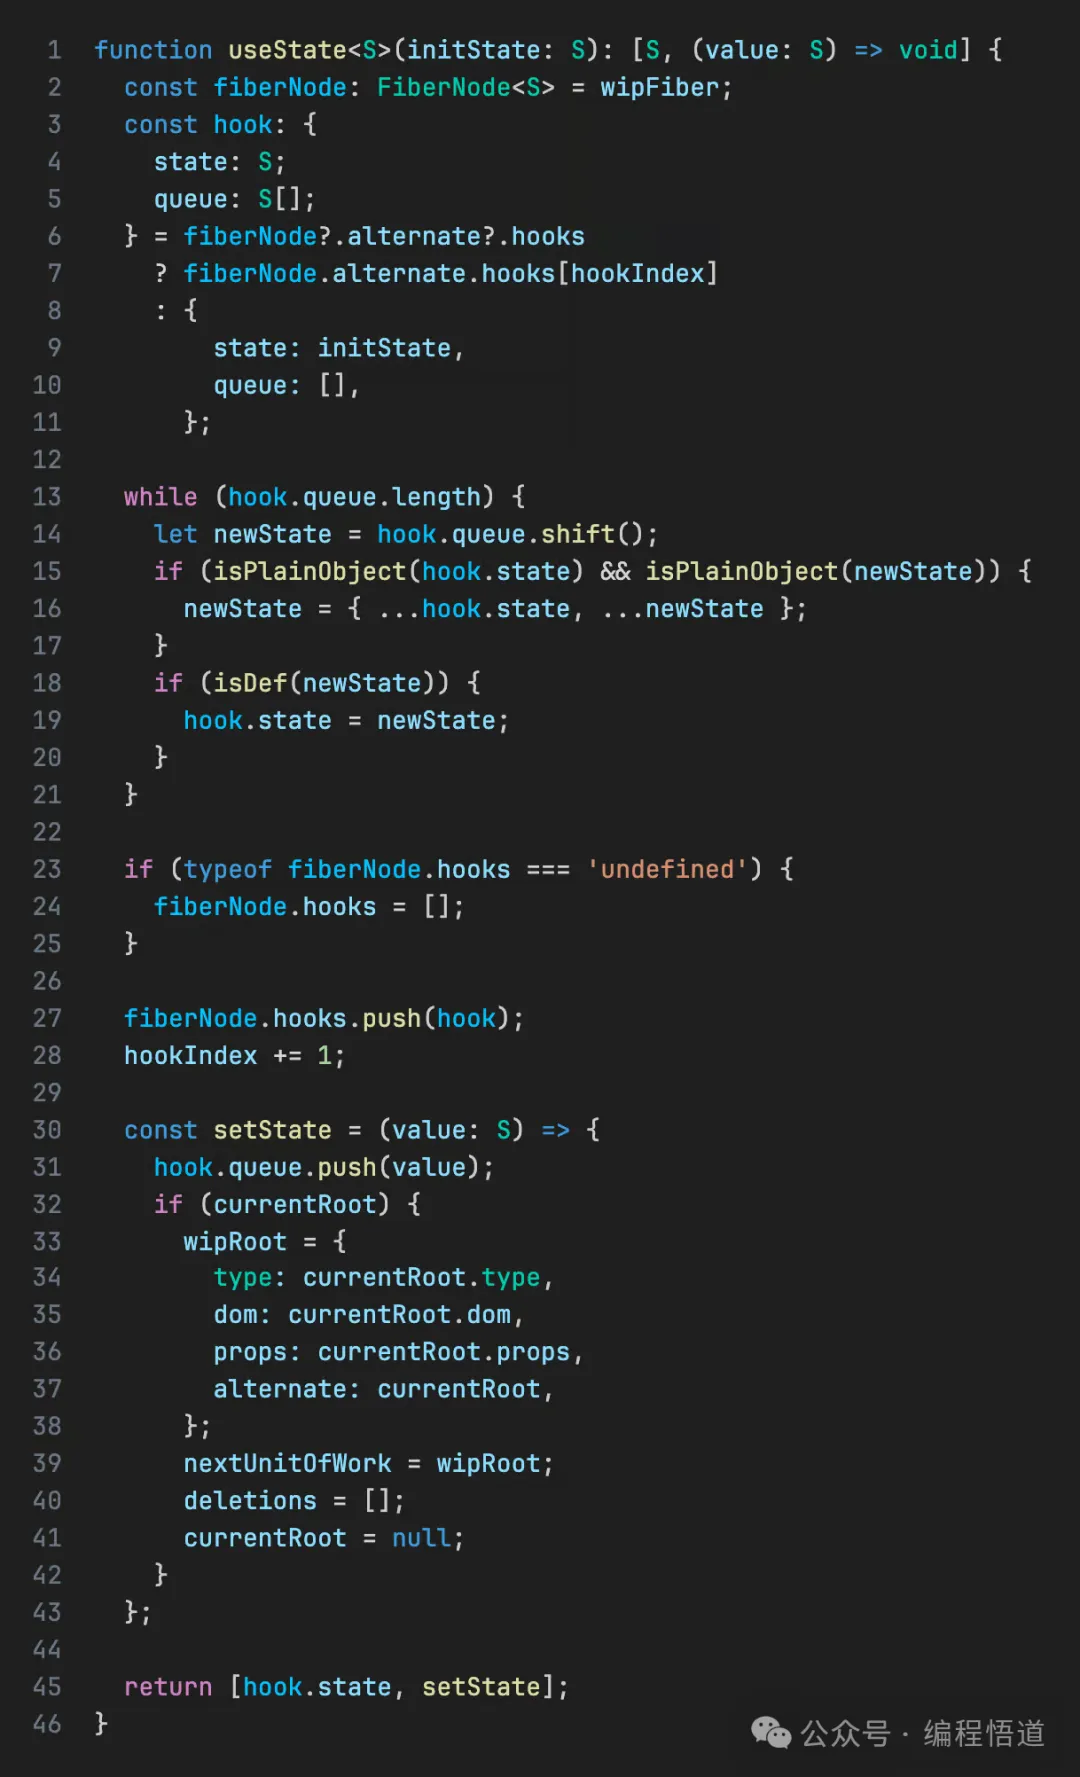 1 function useState<S>(initState: S): [S, (value: S) => void] {
2   const fiberNode: FiberNode<S> = wipFiber;
3   const hook: {
4     state: S;
5     queue: S[];
6   } = fiberNode?.alternate?.hooks
7     ? fiberNode.alternate.hooks[hookIndex]
8     : {
9         state: initState,
10         queue: [],
11       };
12
13   while (hook.queue.length) {
14     let newState = hook.queue.shift();
15     if (isPlainObject(hook.state) && isPlainObject(newState)) {
16       newState = { ...hook.state, ...newState };
17     }
18     if (isDef(newState)) {
19       hook.state = newState;
20     }
21   }
22
23   if (typeof fiberNode.hooks === 'undefined') {
24     fiberNode.hooks = [];
25   }
26
27   fiberNode.hooks.push(hook);
28   hookIndex += 1;
29
30   const setState = (value: S) => {
31     hook.queue.push(value);
32     if (currentRoot) {
33       wipRoot = {
34         type: currentRoot.type,
35         dom: currentRoot.dom,
36         props: currentRoot.props,
37         alternate: currentRoot,
38       };
39       nextUnitOfWork = wipRoot;
40       deletions = [];
41       currentRoot = null;
42     }
43   };
44
45   return [hook.state, setState];
46 }
公众号 · 编程悟道